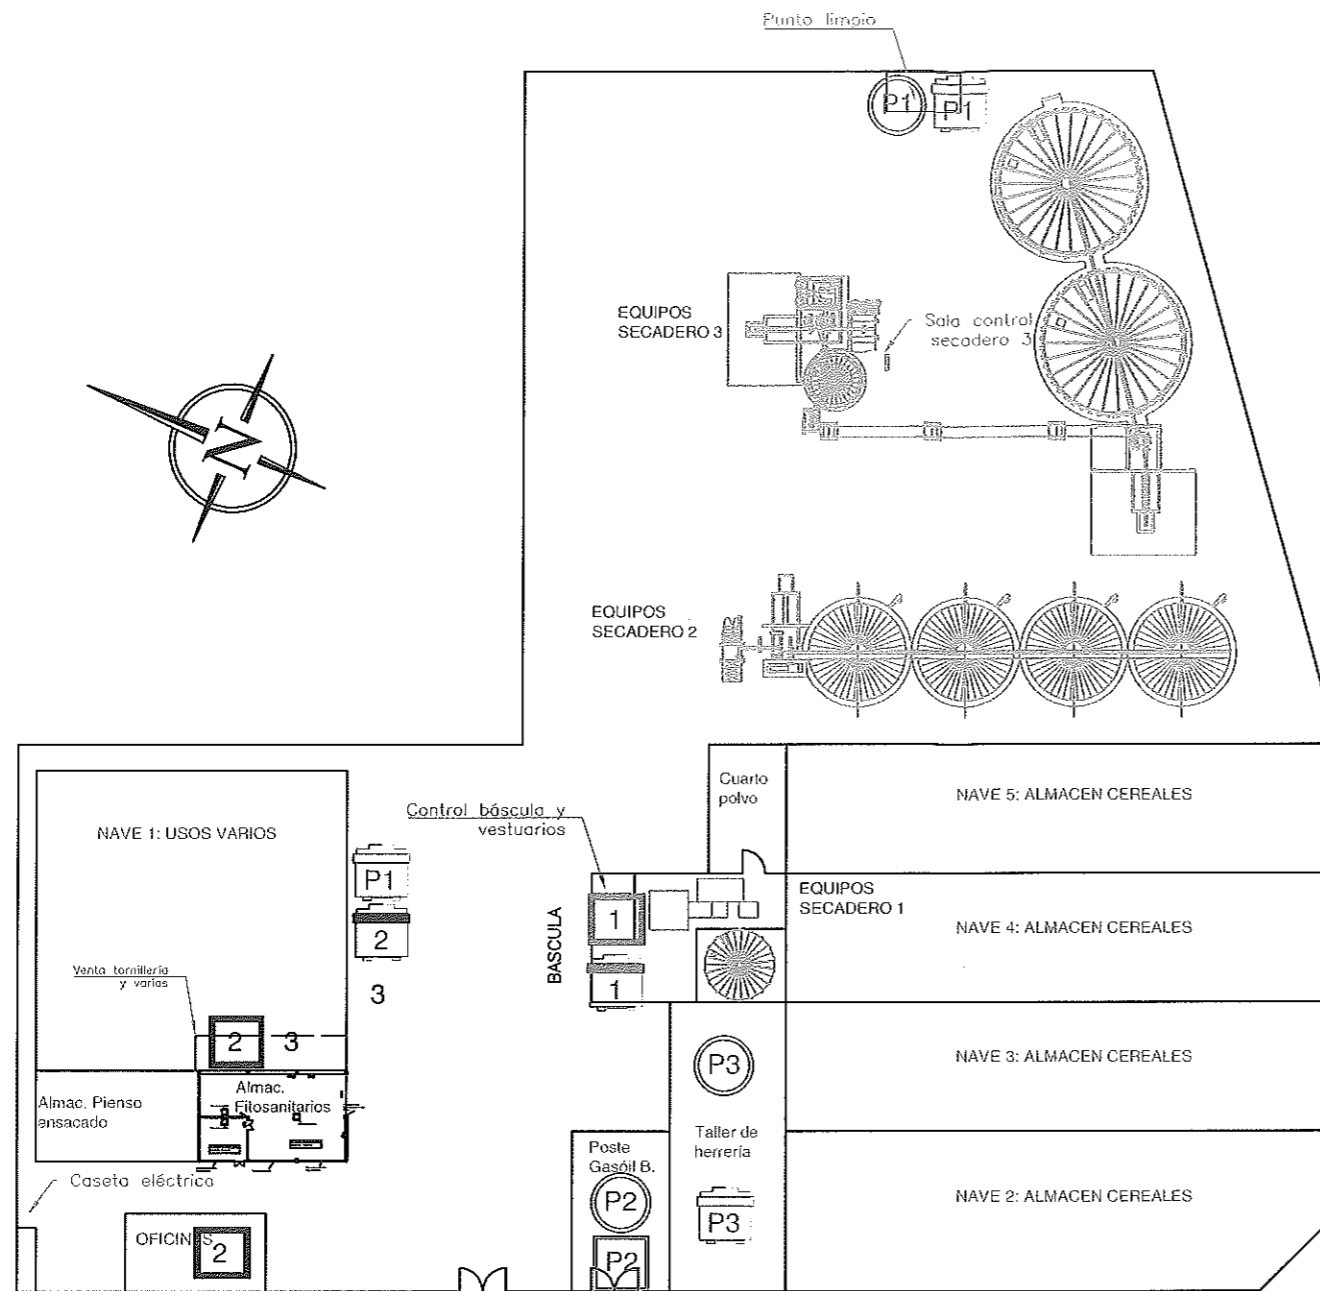 Punto limpio
P1
P1
EQUIPOS
SECADERO 3
Sala control
secadero 3
N
EQUIPOS
SECADERO 2
Cuarto
polvo
NAVE 5: ALMACEN CEREALES
NAVE 1: USOS VARIOS
Control báscula y
vestuarios
P1
EQUIPOS
SECADERO 1
1
BASCULA
NAVE 4: ALMACEN CEREALES
2
Venta tornillería
y varios
3
1
2
3
P3
NAVE 3: ALMACEN CEREALES
Almac. Pienso
ensacado
Almac.
Fitosanitarios
Poste
Gasóil B.
Taller de
herrería
Caseta eléctrica
P2
P3
NAVE 2: ALMACEN CEREALES
OFICINAS
2
P2